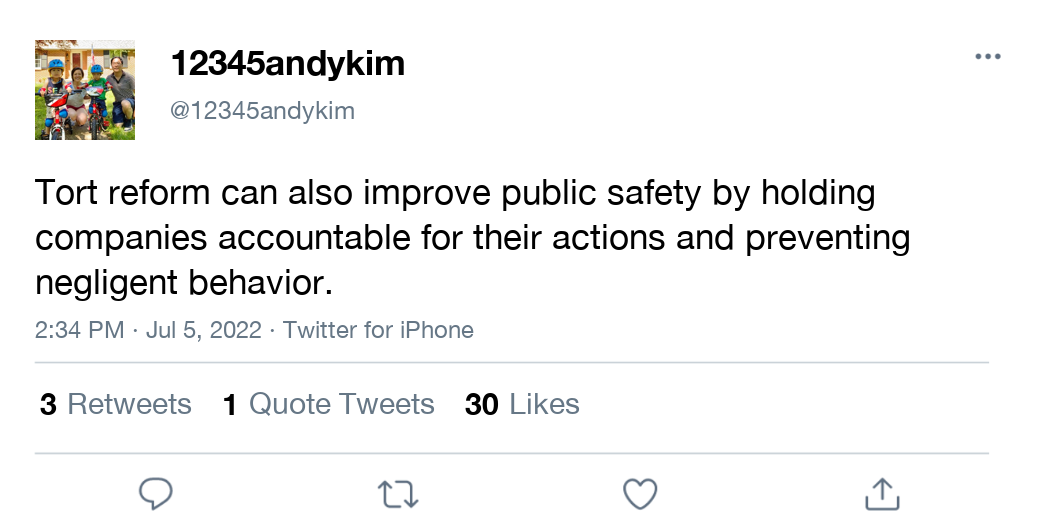 12345andykim
@12345andykim
Tort reform can also improve public safety by holding
companies accountable for their actions and preventing
negligent behavior.
2:34 PM · Jul 5, 2022 · Twitter for iPhone
3 Retweets 1 Quote Tweets 30 Likes